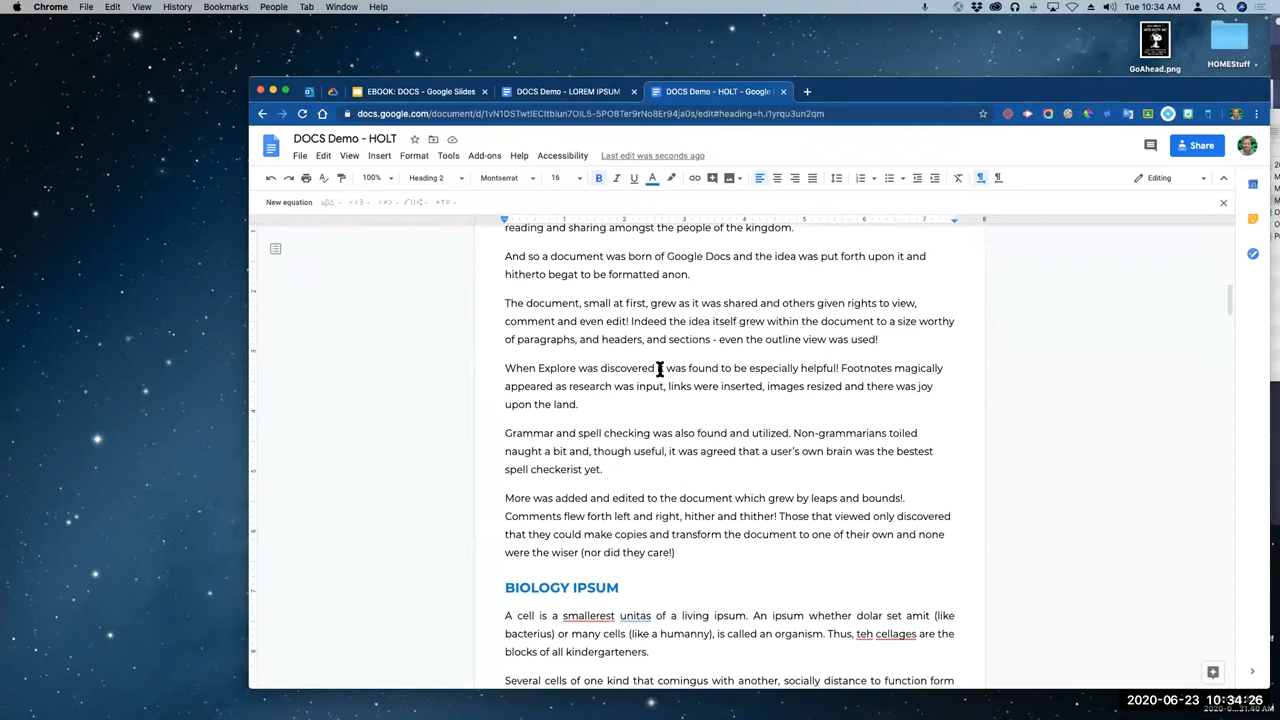 Chrome File Edit View History Bookmarks People Tab Window Help
Tue 10:34 AM
GoAhead.png
HOMEStuff
EBOOK: DOCS - Google Slides
DOCS Demo - LOREM IPSUM
DOCS Demo - HOLT - Google
docs.google.com/document/d/1vN1DSTwtIECItbIun7OIL5-5PO8Ter9rNo8Er94ja0s/edit#heading=h.i1yrqu3un2qm
DOCS Demo - HOLT
Share
File Edit View Insert Format Tools Add-ons Help Accessibility Last edit was seconds ago
100% Heading 2 Montserrat 16 B I U A Editing
New equation
reading and sharing amongst the people of the kingdom.
And so a document was born of Google Docs and the idea was put forth upon it and
hitherto begat to be formatted anon.
The document, small at first, grew as it was shared and others given rights to view,
comment and even edit! Indeed the idea itself grew within the document to a size worthy
of paragraphs, and headers, and sections - even the outline view was used!
When Explore was discovered it was found to be especially helpful! Footnotes magically
appeared as research was input, links were inserted, images resized and there was joy
upon the land.
Grammar and spell checking was also found and utilized. Non-grammarians toiled
naught a bit and, though useful, it was agreed that a user's own brain was the bestest
spell checkerist yet.
More was added and edited to the document which grew by leaps and bounds!.
Comments flew forth left and right, hither and thither! Those that viewed only discovered
that they could make copies and transform the document to one of their own and none
were the wiser (nor did they care!)
BIOLOGY IPSUM
A cell is a smallerest unitas of a living ipsum. An ipsum whether dolar set amit (like
bacterius) or many cells (like a humanny), is called an organism. Thus, teh cellages are the
blocks of all kindergarteners.
Several cells of one kind that comingus with another, socially distance to function form
2020-06-23 10:34:26